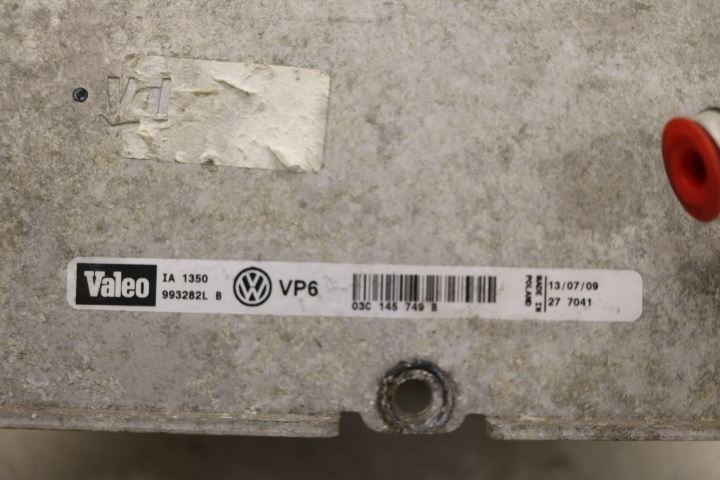 Valeo
IA 1350
993282L B
VP6
03C 145 749 B
MADE IN
POLAND
13/07/09
27 7041